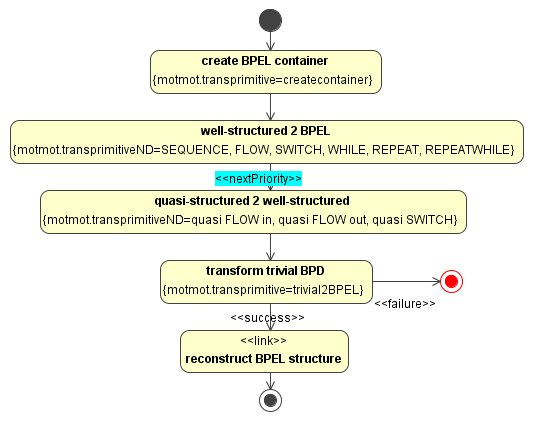 create BPEL container
{motmot.transprimitive=createcontainer}
well-structured 2 BPEL
{motmot.transprimitiveND=SEQUENCE, FLOW, SWITCH, WHILE, REPEAT, REPEATWHILE}
<<nextPriority>>
quasi-structured 2 well-structured
{motmot.transprimitiveND=quasi FLOW in, quasi FLOW out, quasi SWITCH}
transform trivial BPD
{motmot.transprimitive=trivial2BPEL}
<<failure>>
<<success>>
<<link>>
reconstruct BPEL structure